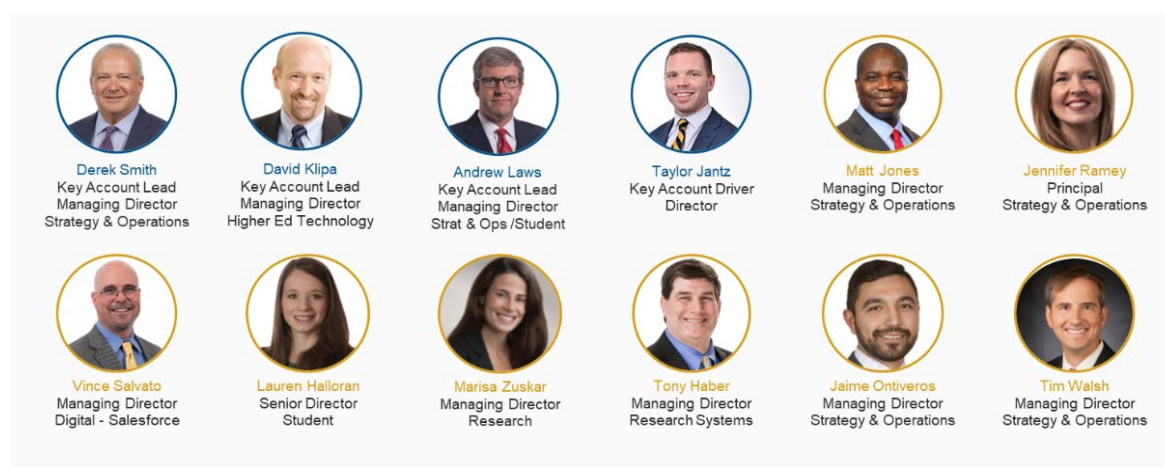 Derek Smith
Key Account Lead
Managing Director
Strategy & Operations
David Klipa
Key Account Lead
Managing Director
Higher Ed Technology
Andrew Laws
Key Account Lead
Managing Director
Strat & Ops /Student
Taylor Jantz
Key Account Driver
Director
Matt Jones
Managing Director
Strategy & Operations
Jennifer Ramey
Principal
Strategy & Operations
Vince Salvato
Managing Director
Digital - Salesforce
Lauren Halloran
Senior Director
Student
Marisa Zuskar
Managing Director
Research
Tony Haber
Managing Director
Research Systems
Jaime Ontiveros
Managing Director
Strategy & Operations
Tim Walsh
Managing Director
Strategy & Operations